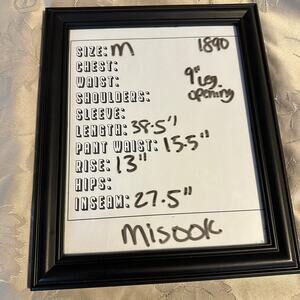 SIZE: M 1890
CHEST:
WAIST: 9" Leg
SHOULDERS: opening
SLEEVE:
LENGTH: 38.5"
PANT WAIST: 15.5"
RISE: 13"
HIPS:
INSEAM: 27.5"
Misook